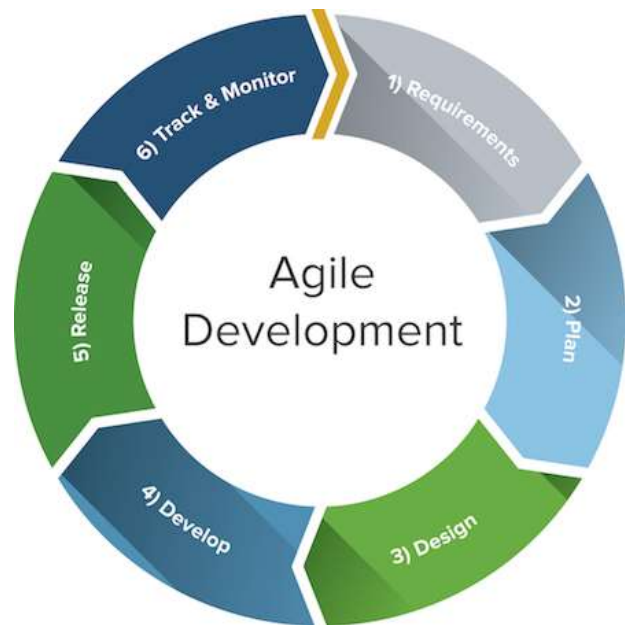 Agile
Development
1) Requirements
2) Plan
3) Design
4) Develop
5) Release
6) Track & Monitor